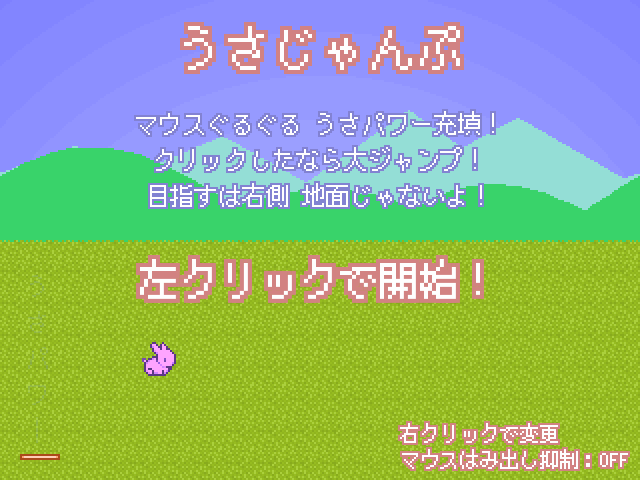 うさじゃんぷ
マウスぐるぐる うさパワー充填！
クリックしたなら大ジャンプ！
目指すは右側 地面じゃないよ！
左クリックで開始！
右クリックで変更
マウスはみ出し抑制：OFF